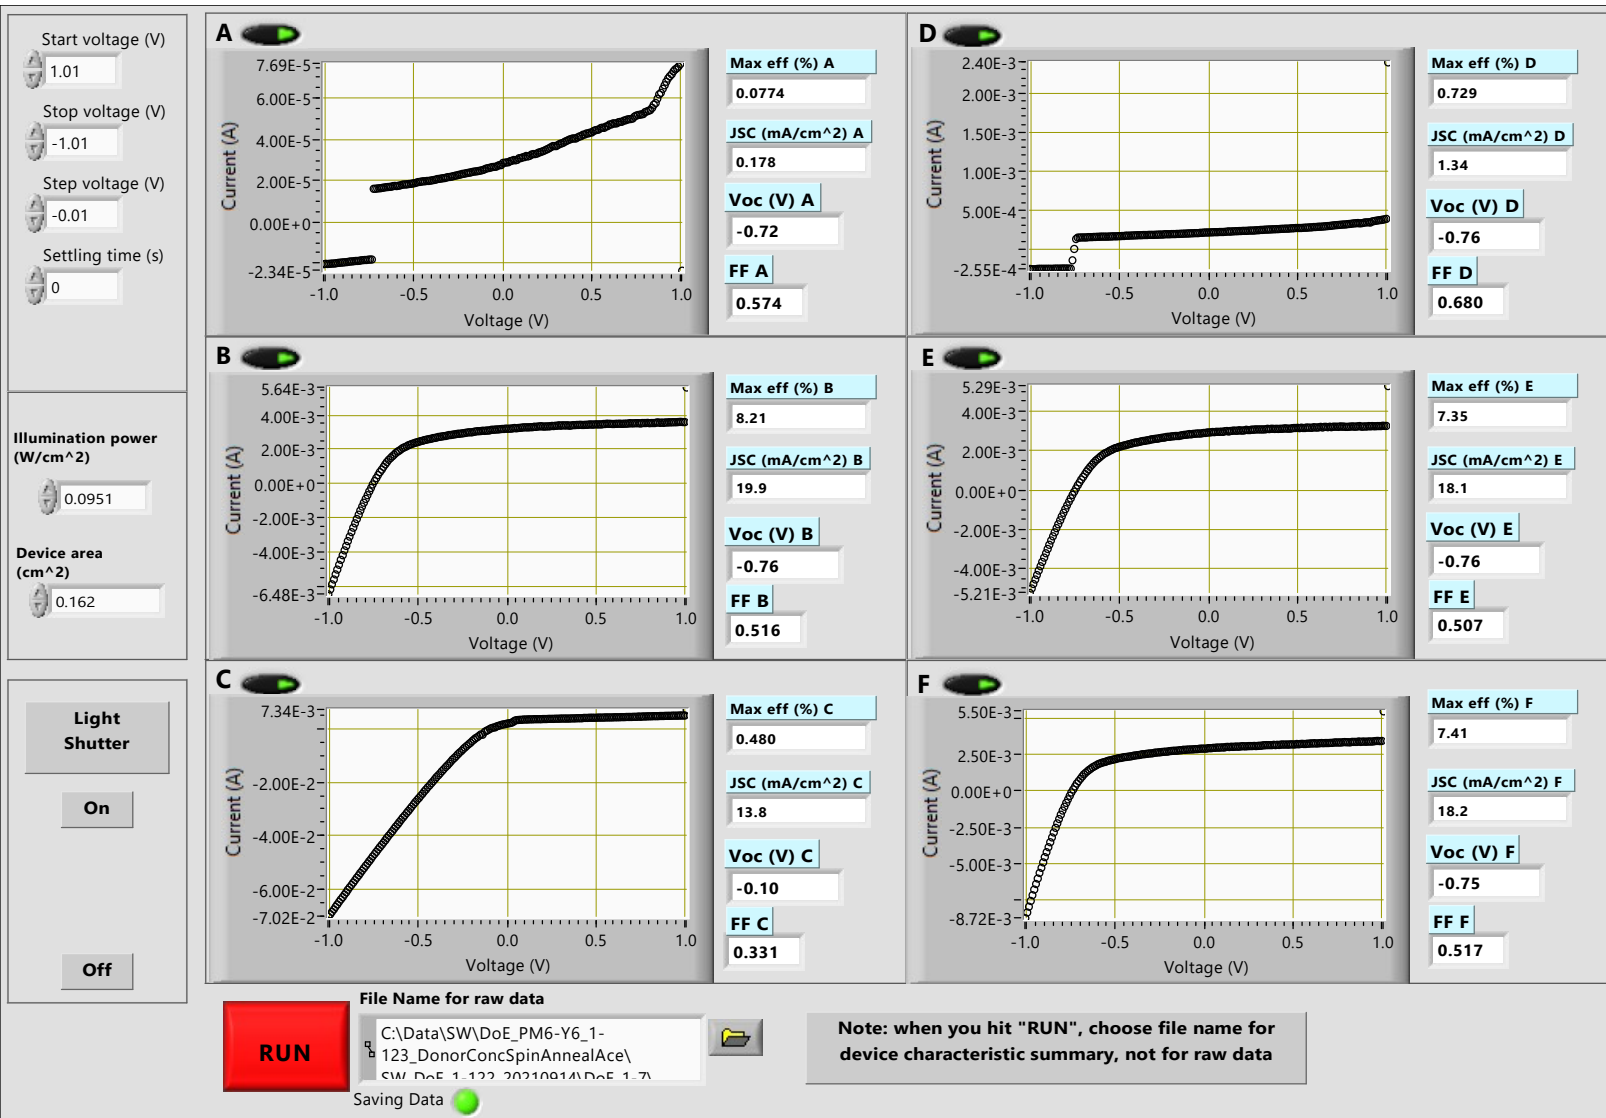 Start voltage (V)
1.01
Stop voltage (V)
-1.01
Step voltage (V)
-0.01
Settling time (s)
0
Illumination power
(W/cm^2)
0.0951
Device area
(cm^2)
0.162
Light
Shutter
On
Off
A
Current (A)
7.69E-5
6.00E-5
4.00E-5
2.00E-5
0.00E+0
-2.34E-5
-1.0 -0.5 0.0 0.5 1.0
Voltage (V)
Max eff (%) A
0.0774
JSC (mA/cm^2) A
0.178
Voc (V) A
-0.72
FF A
0.574
D
Current (A)
2.40E-3
2.00E-3
1.50E-3
1.00E-3
5.00E-4
-2.55E-4
-1.0 -0.5 0.0 0.5 1.0
Voltage (V)
Max eff (%) D
0.729
JSC (mA/cm^2) D
1.34
Voc (V) D
-0.76
FF D
0.680
B
Current (A)
5.64E-3
4.00E-3
2.00E-3
0.00E+0
-2.00E-3
-4.00E-3
-6.48E-3
-1.0 -0.5 0.0 0.5 1.0
Voltage (V)
Max eff (%) B
8.21
JSC (mA/cm^2) B
19.9
Voc (V) B
-0.76
FF B
0.516
E
Current (A)
5.29E-3
4.00E-3
2.00E-3
0.00E+0
-2.00E-3
-4.00E-3
-5.21E-3
-1.0 -0.5 0.0 0.5 1.0
Voltage (V)
Max eff (%) E
7.35
JSC (mA/cm^2) E
18.1
Voc (V) E
-0.76
FF E
0.507
C
Current (A)
7.34E-3
-2.00E-2
-4.00E-2
-6.00E-2
-7.02E-2
-1.0 -0.5 0.0 0.5 1.0
Voltage (V)
Max eff (%) C
0.480
JSC (mA/cm^2) C
13.8
Voc (V) C
-0.10
FF C
0.331
F
Current (A)
5.50E-3
2.50E-3
0.00E+0
-2.50E-3
-5.00E-3
-8.72E-3
-1.0 -0.5 0.0 0.5 1.0
Voltage (V)
Max eff (%) F
7.41
JSC (mA/cm^2) F
18.2
Voc (V) F
-0.75
FF F
0.517
RUN
File Name for raw data
C:\Data\SW\DoE_PM6-Y6_1-
123_DonorConcSpinAnnealAce\
SW_DoE_1-122_20210914\DoE_1-7\
Saving Data
Note: when you hit "RUN", choose file name for
device characteristic summary, not for raw data